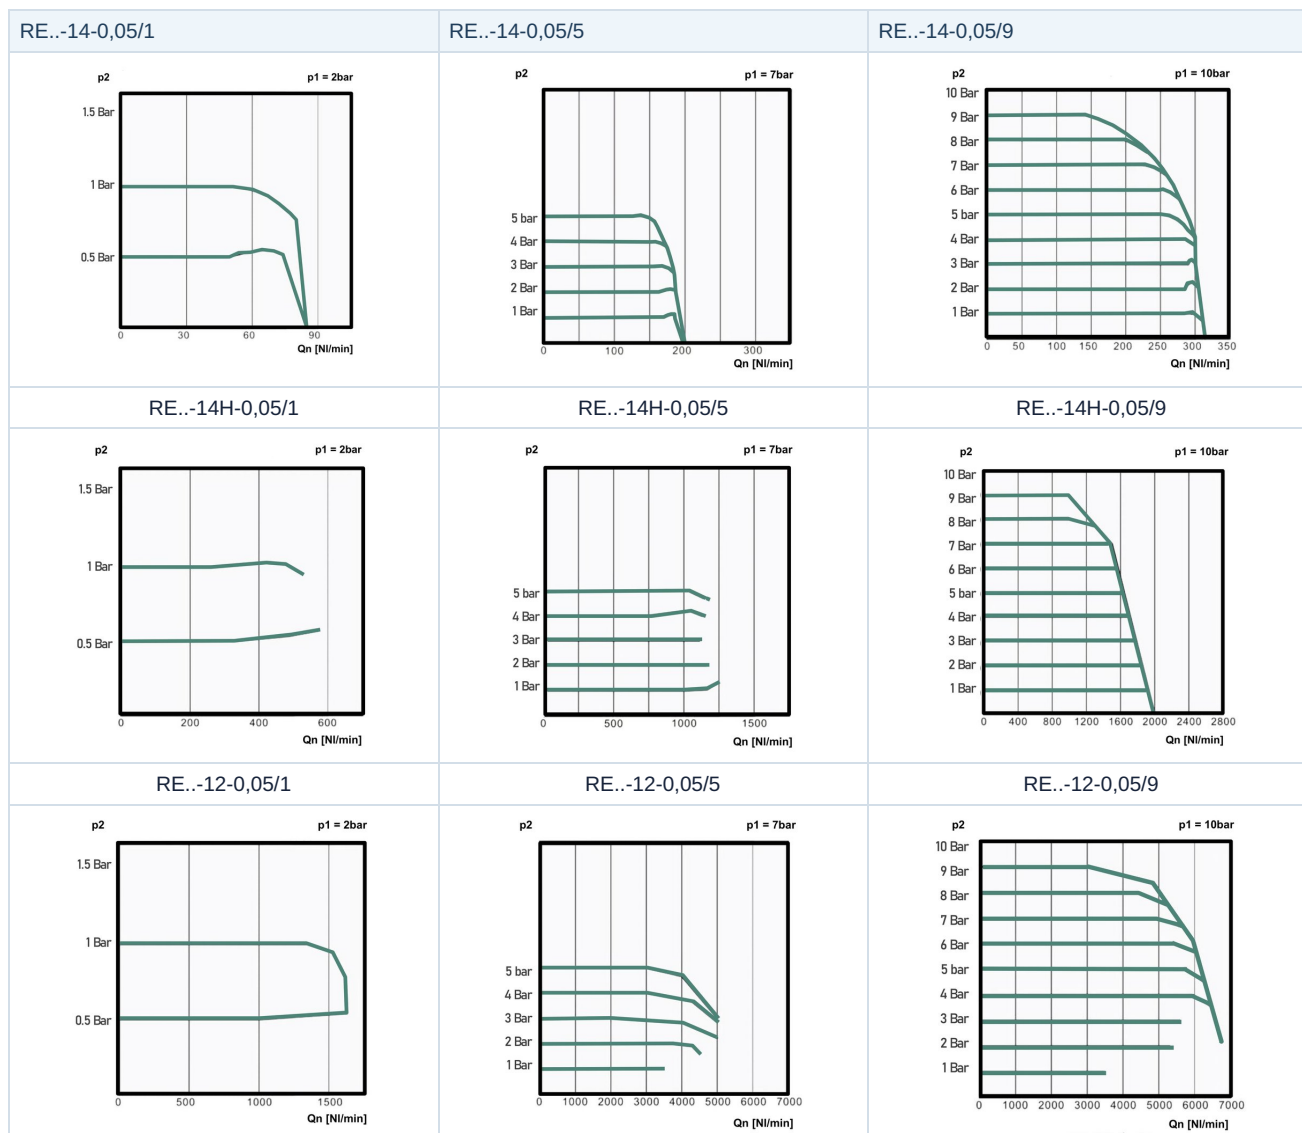 RE..-14-0,05/1
RE..-14-0,05/5
RE..-14-0,05/9
p2
p1 = 2bar
1.5 Bar
1 Bar
0.5 Bar
0 30 60 90
Qn [Nl/min]
p2
p1 = 7bar
5 bar
4 Bar
3 Bar
2 Bar
1 Bar
0 100 200 300
Qn [Nl/min]
p2
p1 = 10bar
10 Bar
9 Bar
8 Bar
7 Bar
6 Bar
5 bar
4 Bar
3 Bar
2 Bar
1 Bar
0 50 100 150 200 250 300 350
Qn [Nl/min]
RE..-14H-0,05/1
RE..-14H-0,05/5
RE..-14H-0,05/9
p2
p1 = 2bar
1.5 Bar
1 Bar
0.5 Bar
0 200 400 600
Qn [Nl/min]
p2
p1 = 7bar
5 bar
4 Bar
3 Bar
2 Bar
1 Bar
0 500 1000 1500
Qn [Nl/min]
p2
p1 = 10bar
10 Bar
9 Bar
8 Bar
7 Bar
6 Bar
5 bar
4 Bar
3 Bar
2 Bar
1 Bar
0 400 800 1200 1600 2000 2400 2800
Qn [Nl/min]
RE..-12-0,05/1
RE..-12-0,05/5
RE..-12-0,05/9
p2
p1 = 2bar
1.5 Bar
1 Bar
0.5 Bar
0 500 1000 1500
Qn [Nl/min]
p2
p1 = 7bar
5 bar
4 Bar
3 Bar
2 Bar
1 Bar
0 1000 2000 3000 4000 5000 6000 7000
Qn [Nl/min]
p2
p1 = 10bar
10 Bar
9 Bar
8 Bar
7 Bar
6 Bar
5 bar
4 Bar
3 Bar
2 Bar
1 Bar
0 1000 2000 3000 4000 5000 6000 7000
Qn [Nl/min]